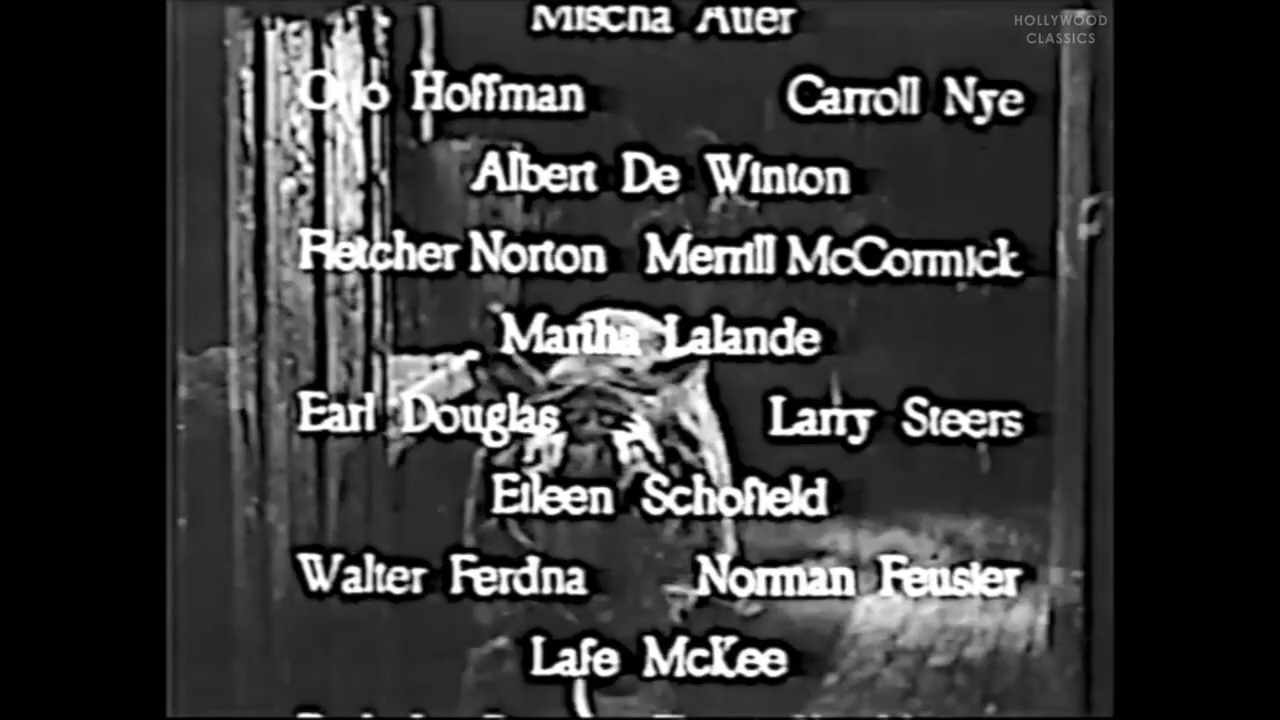 Mischa Auer
HOLLYWOOD
CLASSICS
Otto Hoffman Carroll Nye
Albert De Winton
Fletcher Norton Merrill McCormick
Martha Lalande
Earl Douglas Larry Steers
Eileen Schofield
Walter Ferdna Norman Feusier
Lafe McKee